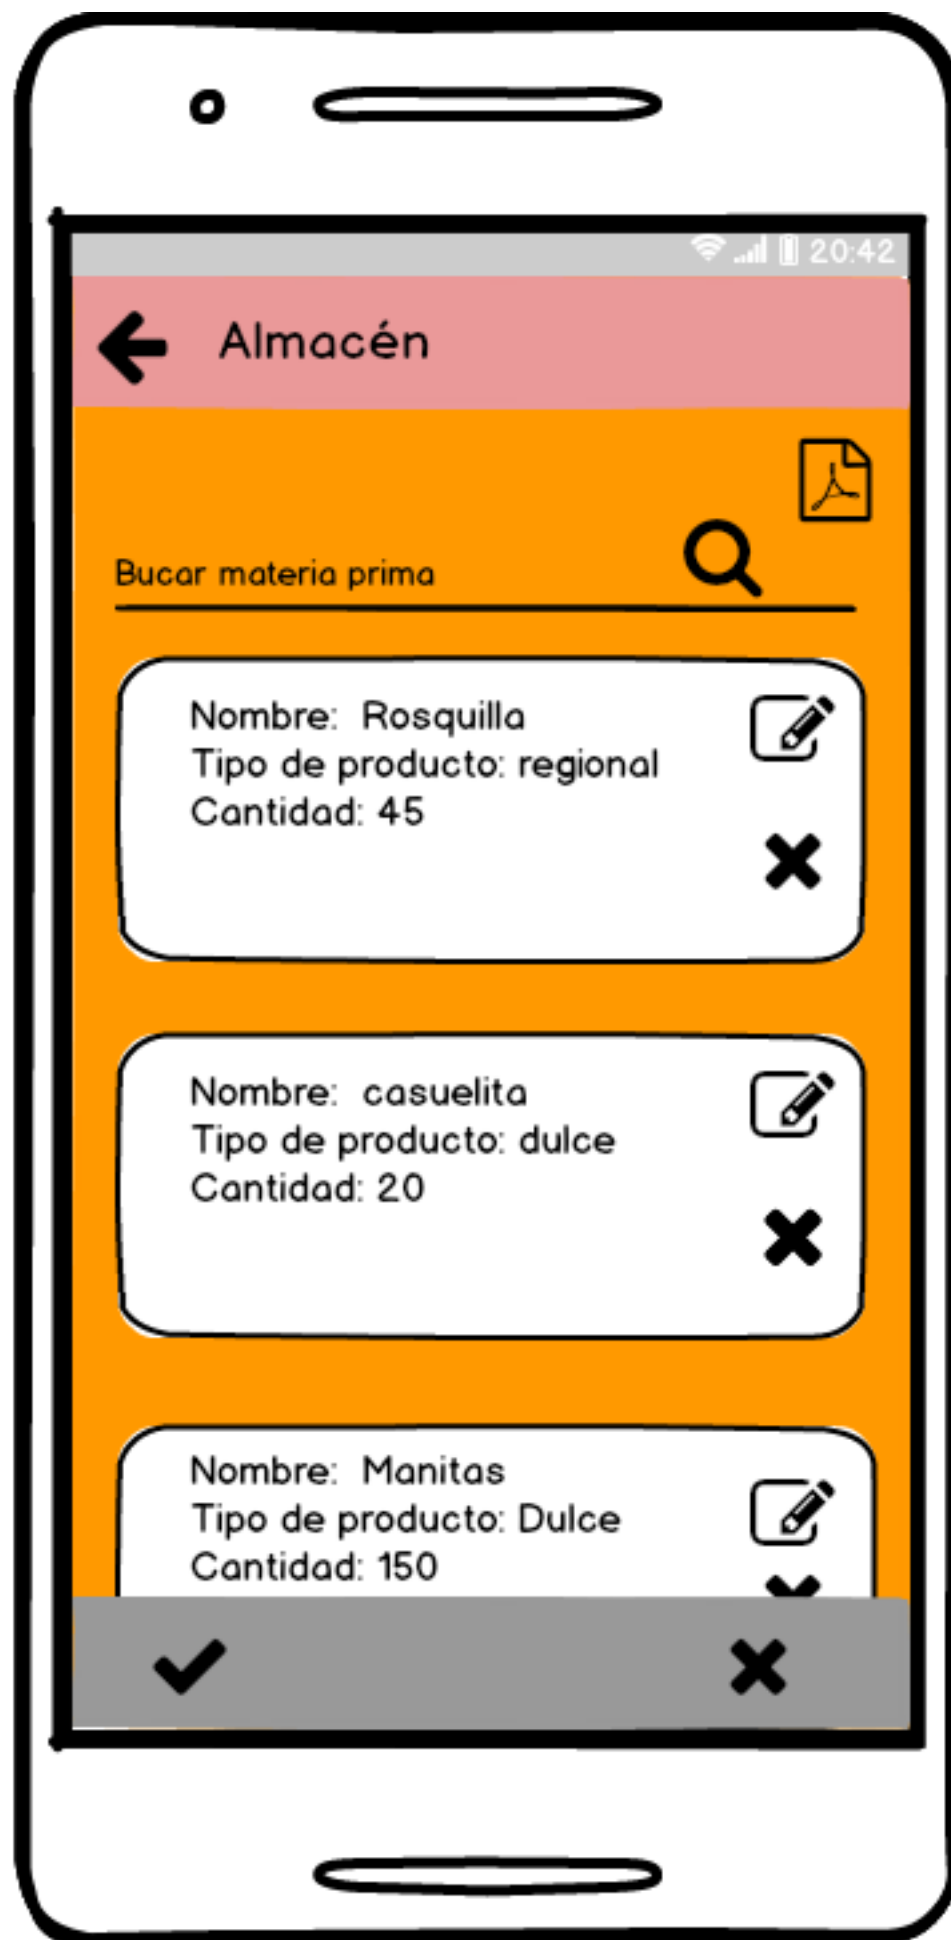 20:42
Almacén
Bucar materia prima
Nombre: Rosquilla
Tipo de producto: regional
Cantidad: 45
Nombre: casuelita
Tipo de producto: dulce
Cantidad: 20
Nombre: Manitas
Tipo de producto: Dulce
Cantidad: 150